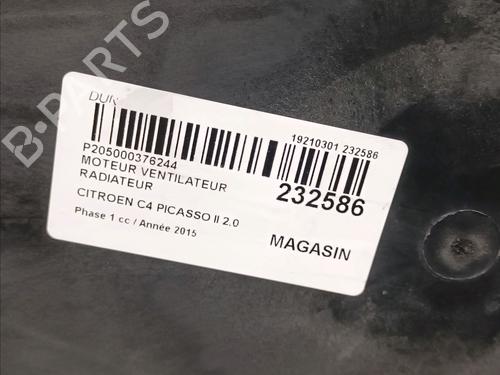 B-PARTS
DUR
19210301 232586
P205000376244
MOTEUR VENTILATEUR
RADIATEUR
232586
CITROEN C4 PICASSO II 2.0
Phase 1 cc / Année 2015
MAGASIN